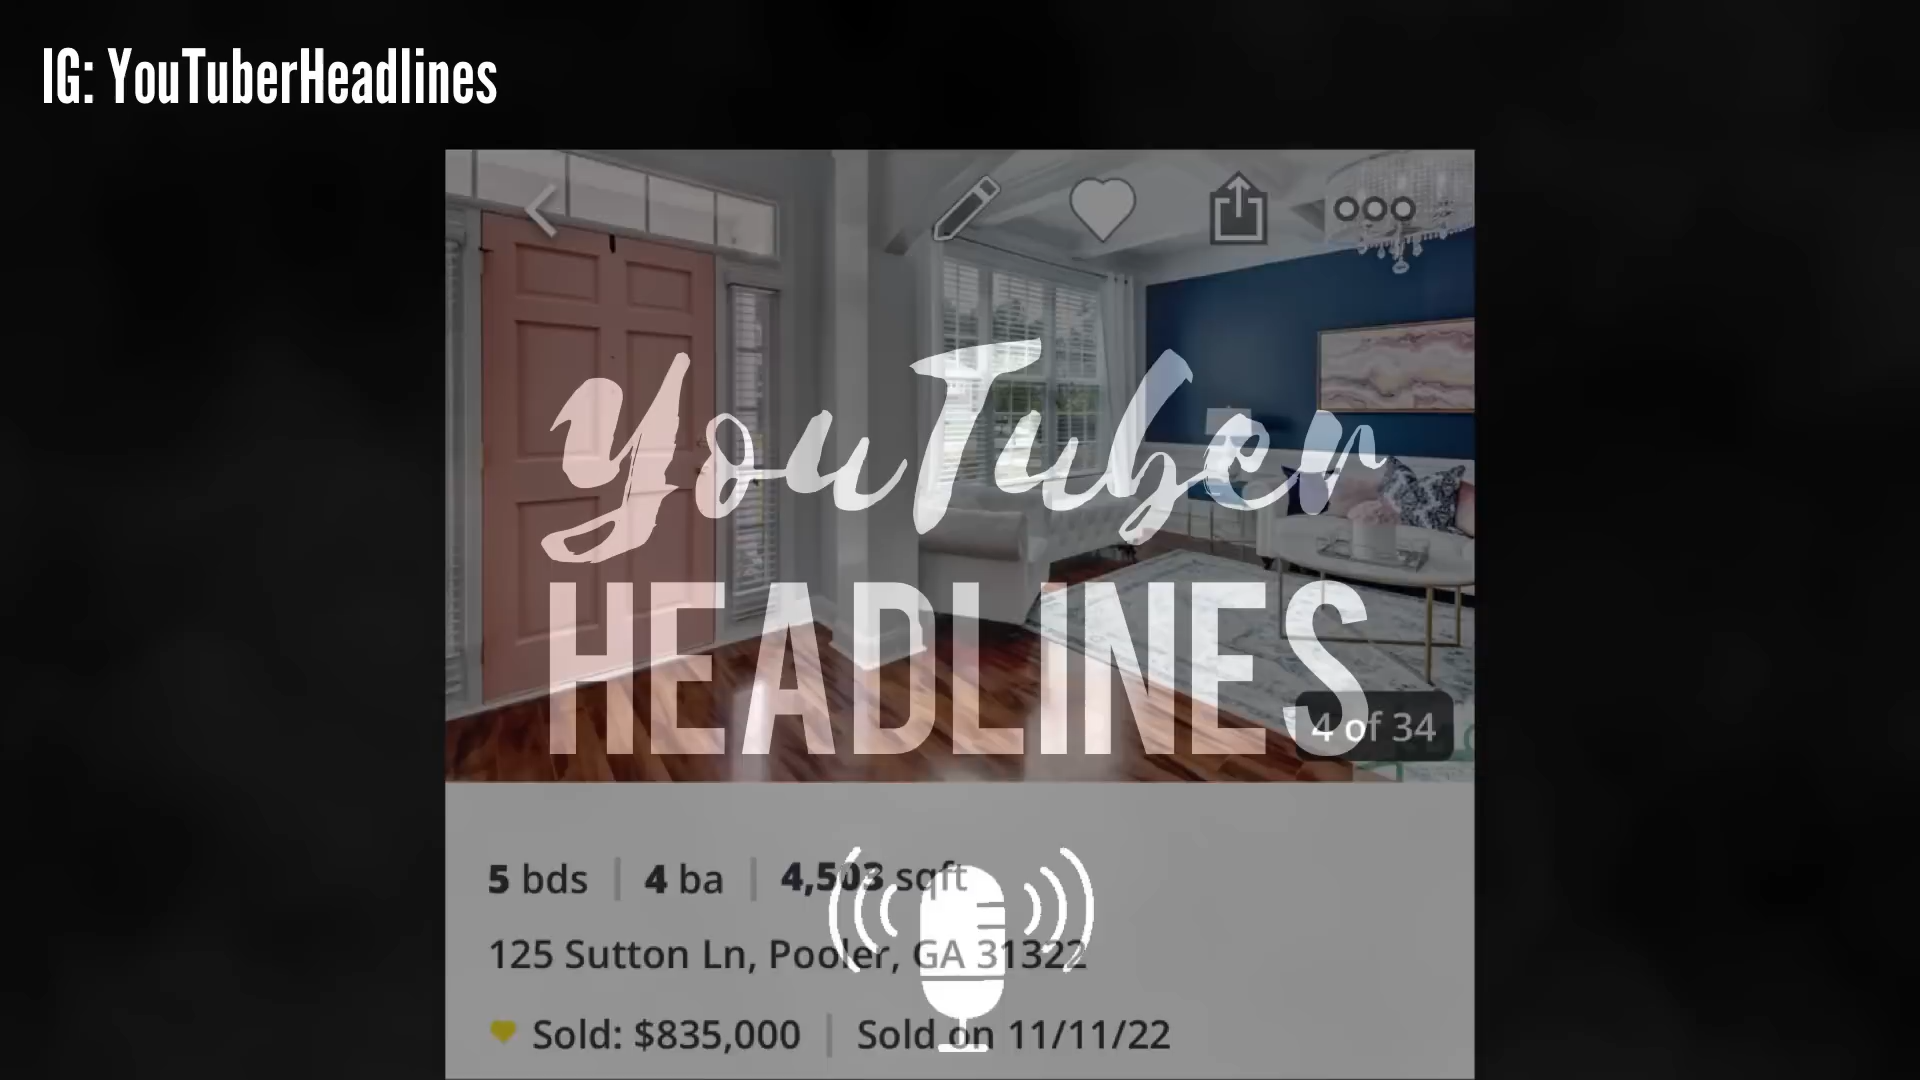 IG: YouTuberHeadlines
YouTuber
HEADLINES
4 of 34
5 bds | 4 ba | 4,503 sqft
125 Sutton Ln, Pooler, GA 31322
Sold: $835,000 | Sold on 11/11/22